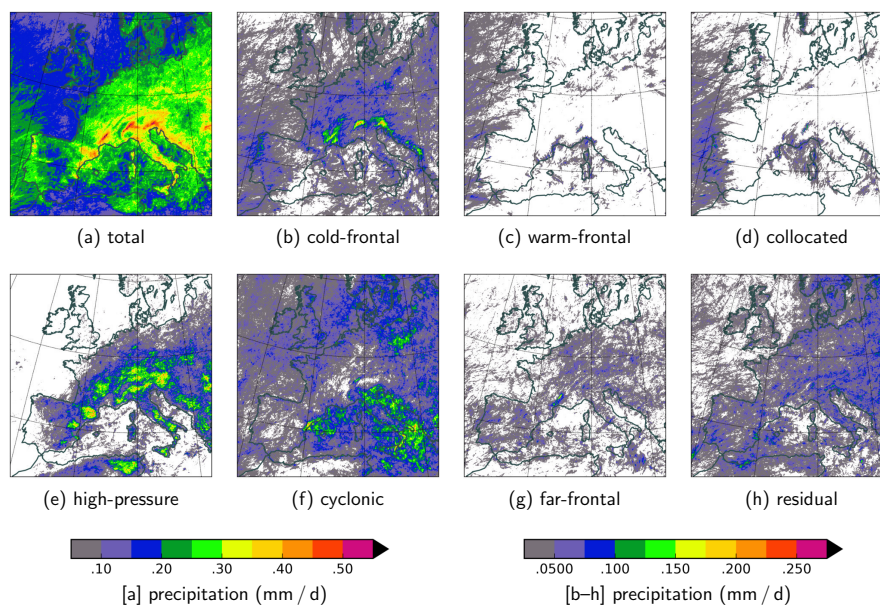 (a) total
(b) cold-frontal
(c) warm-frontal
(d) collocated
(e) high-pressure
(f) cyclonic
(g) far-frontal
(h) residual
.10 .20 .30 .40 .50
[a] precipitation (mm / d)
.0500 .100 .150 .200 .250
[b–h] precipitation (mm / d)